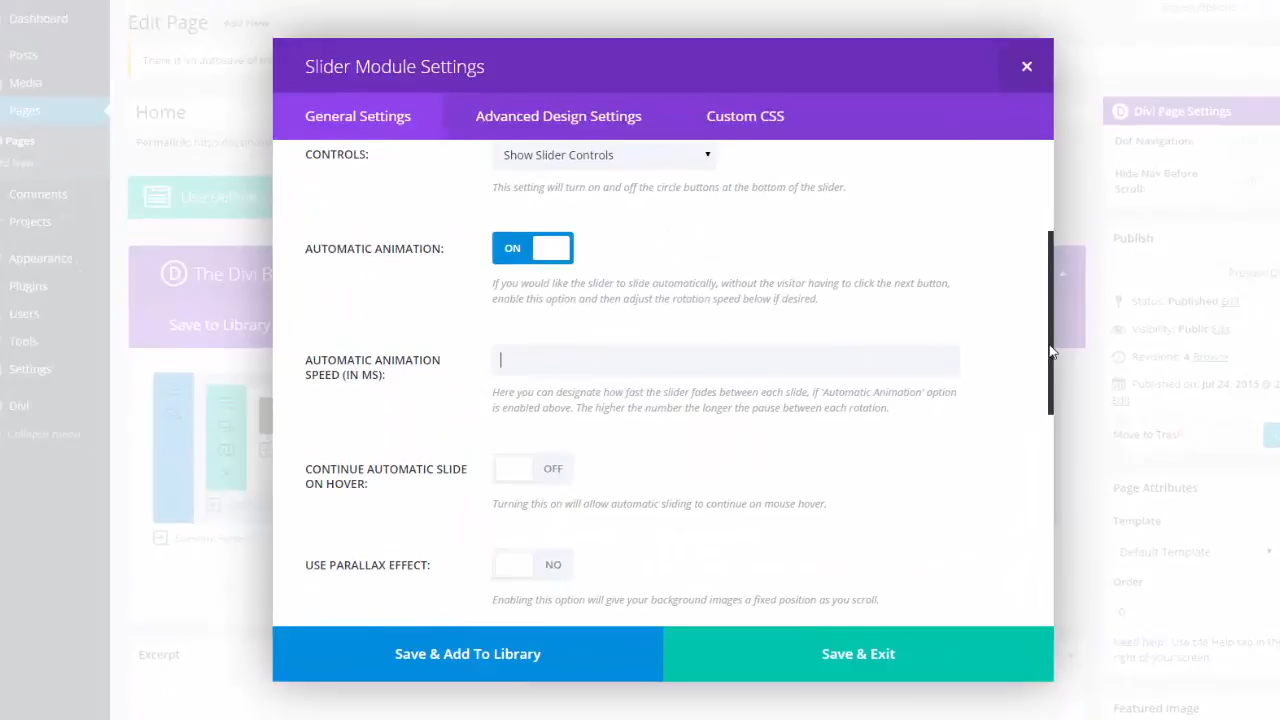 Dashboard
Posts
Media
Pages
Comments
Projects
Appearance
Plugins
Users
Tools
Settings
Divi
Collapse menu
Edit Page Add New
Home
The Divi B
Save to Library
Excerpt
Slider Module Settings
General Settings
Advanced Design Settings
Custom CSS
CONTROLS:
Show Slider Controls
This setting will turn on and off the circle buttons at the bottom of the slider.
AUTOMATIC ANIMATION:
ON
If you would like the slider to slide automatically, without the visitor having to click the next button,
enable this option and then adjust the rotation speed below if desired.
AUTOMATIC ANIMATION
SPEED (IN MS):
Here you can designate how fast the slider fades between each slide, if 'Automatic Animation' option
is enabled above. The higher the number the longer the pause between each rotation.
CONTINUE AUTOMATIC SLIDE
ON HOVER:
OFF
Turning this on will allow automatic sliding to continue on mouse hover.
USE PARALLAX EFFECT:
NO
Enabling this option will give your background images a fixed position as you scroll.
Save & Add To Library
Save & Exit
Divi Page Settings
Dot Navigation:
Hide Nav Before
Scroll:
Publish
Status: Published Edit
Visibility: Public Edit
Revisions: 4 Browse
Published on: Jul 24, 2015 @
Edit
Move to Trash
Page Attributes
Template
Default Template
Order
0
Need help? Use the Help tab in the
right of your screen.
Featured Image